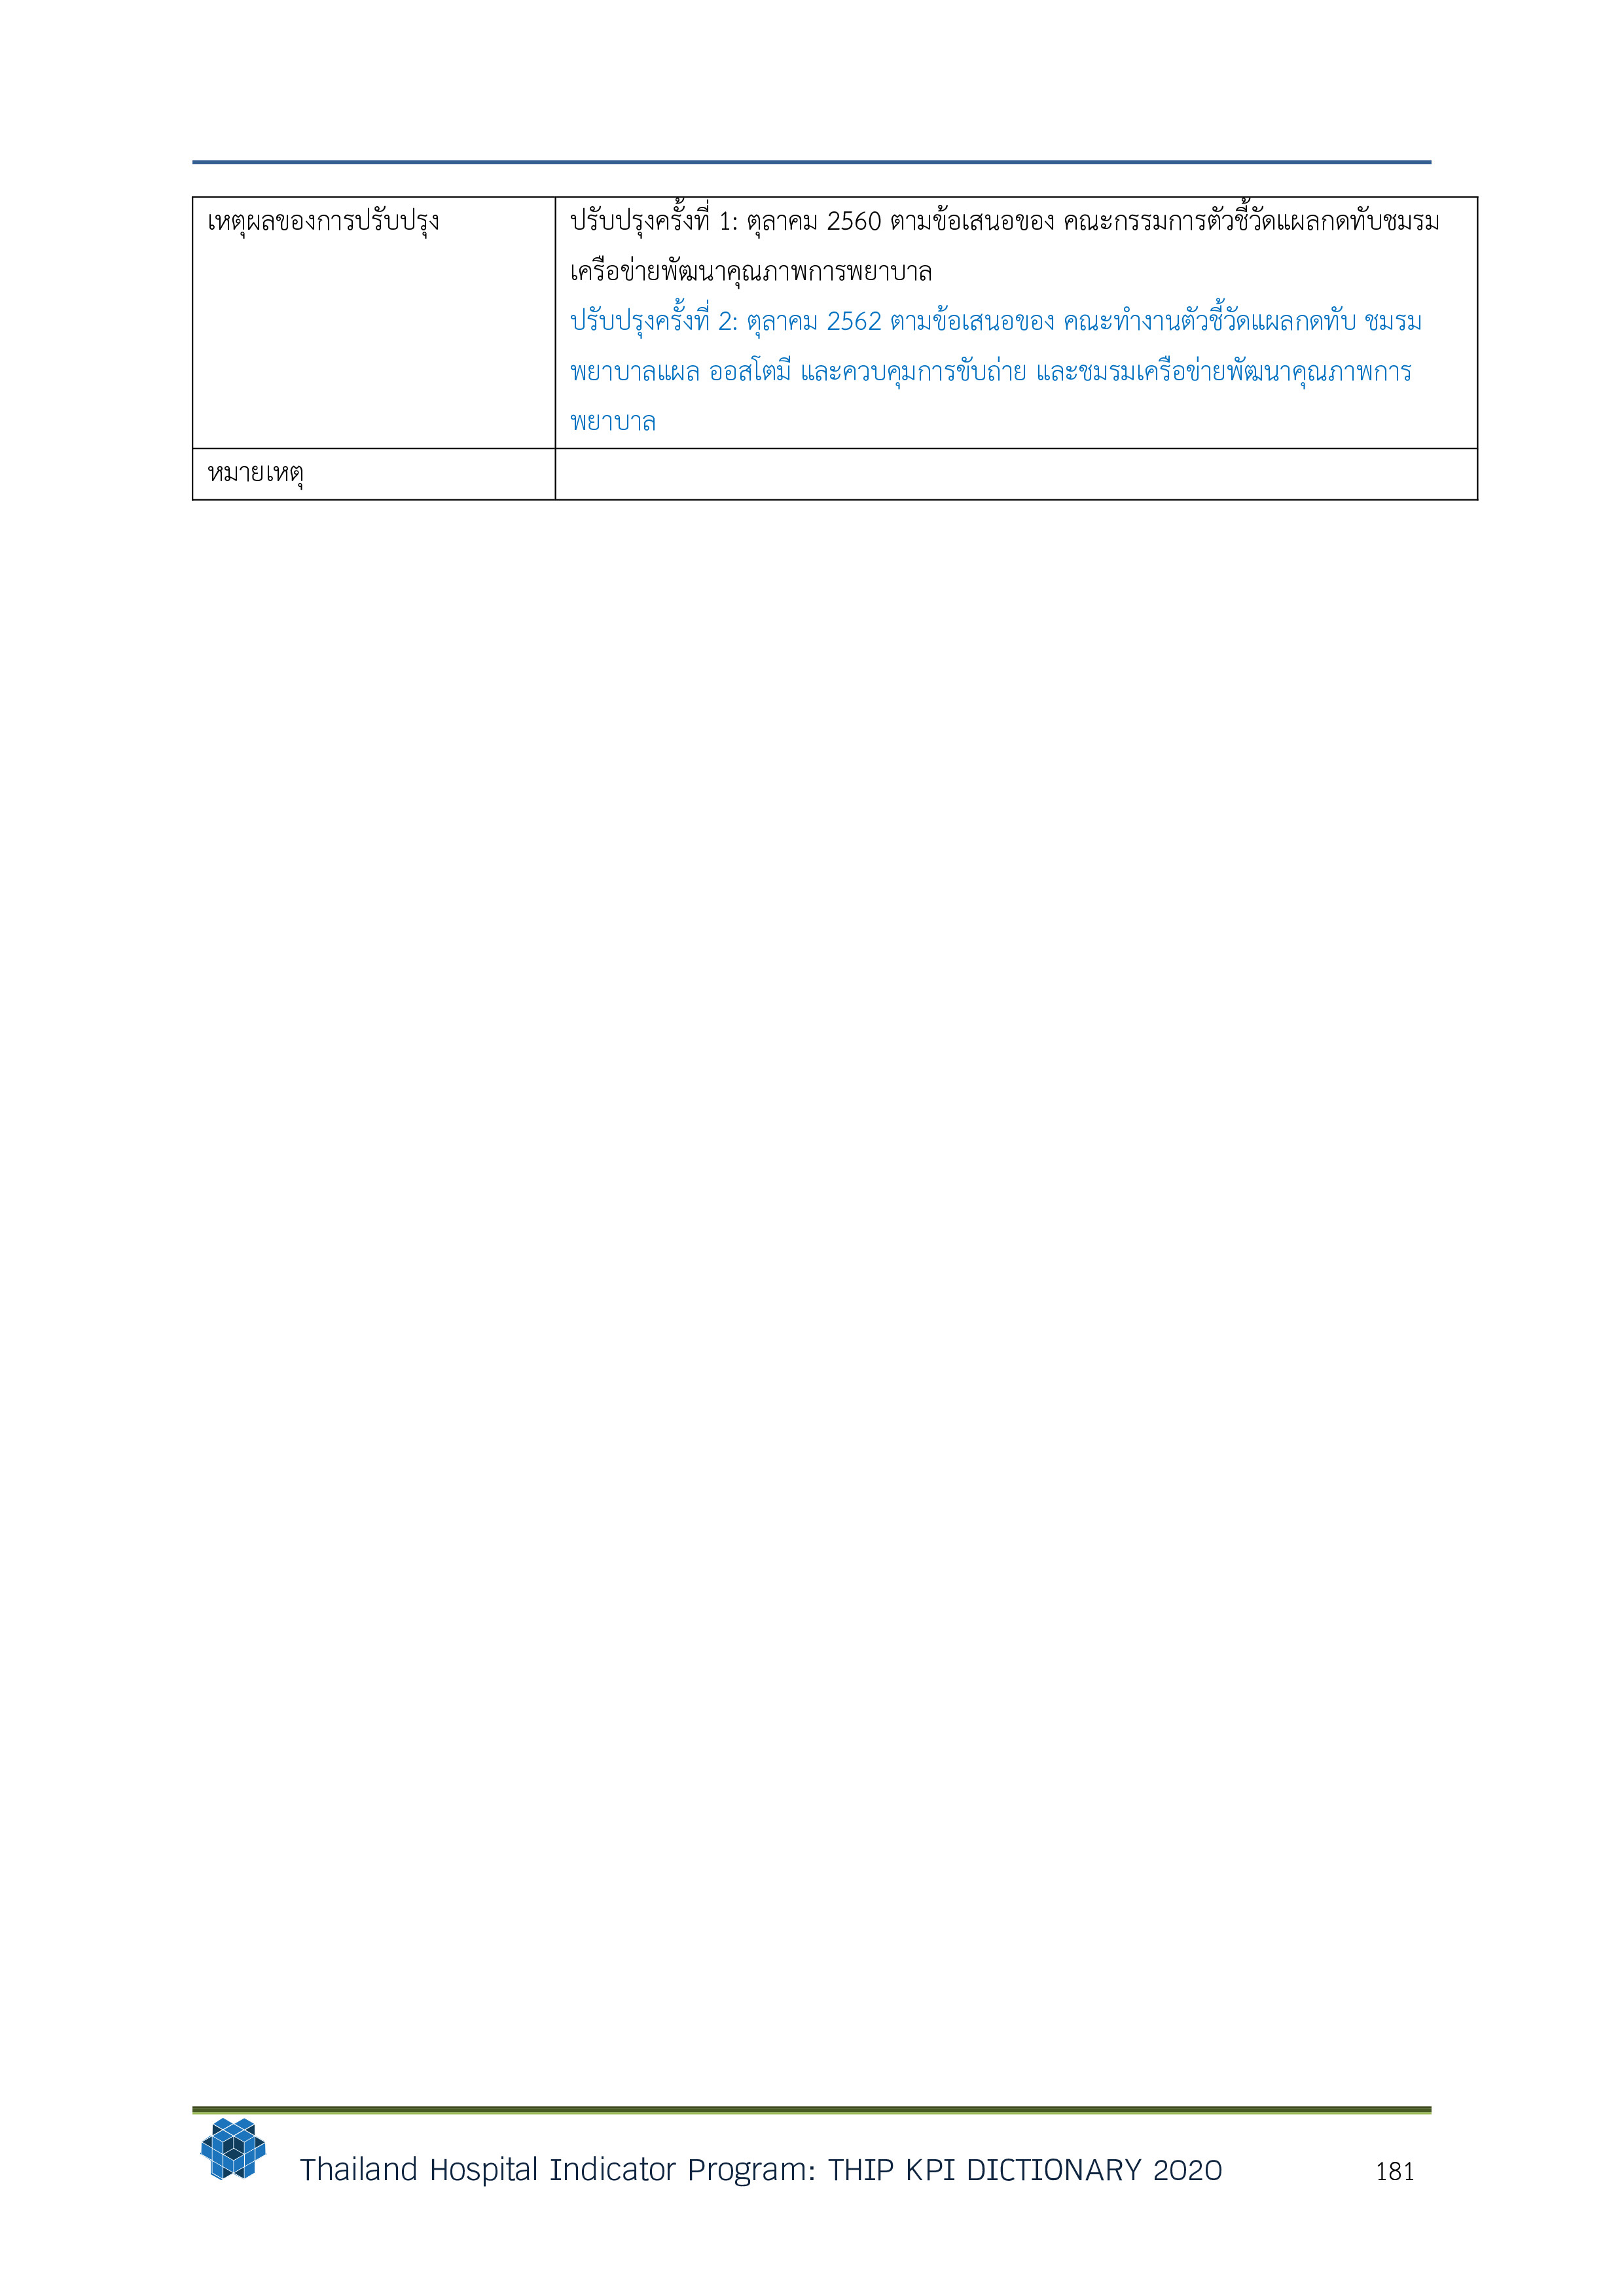 เหตุผลของการปรับปรุง
ปรับปรุงครั้งที่ 1: ตุลาคม 2560 ตามข้อเสนอของ คณะกรรมการตัวชี้วัดแผลกดทับชมรม
เครือข่ายพัฒนาคุณภาพการพยาบาล
ปรับปรุงครั้งที่ 2: ตุลาคม 2562 ตามข้อเสนอของ คณะทำงานตัวชี้วัดแผลกดทับ ชมรม
พยาบาลแผล ออสโตมี และควบคุมการขับถ่าย และชมรมเครือข่ายพัฒนาคุณภาพการ
พยาบาล
หมายเหตุ
Thailand Hospital Indicator Program: THIP KPI DICTIONARY 2020 181